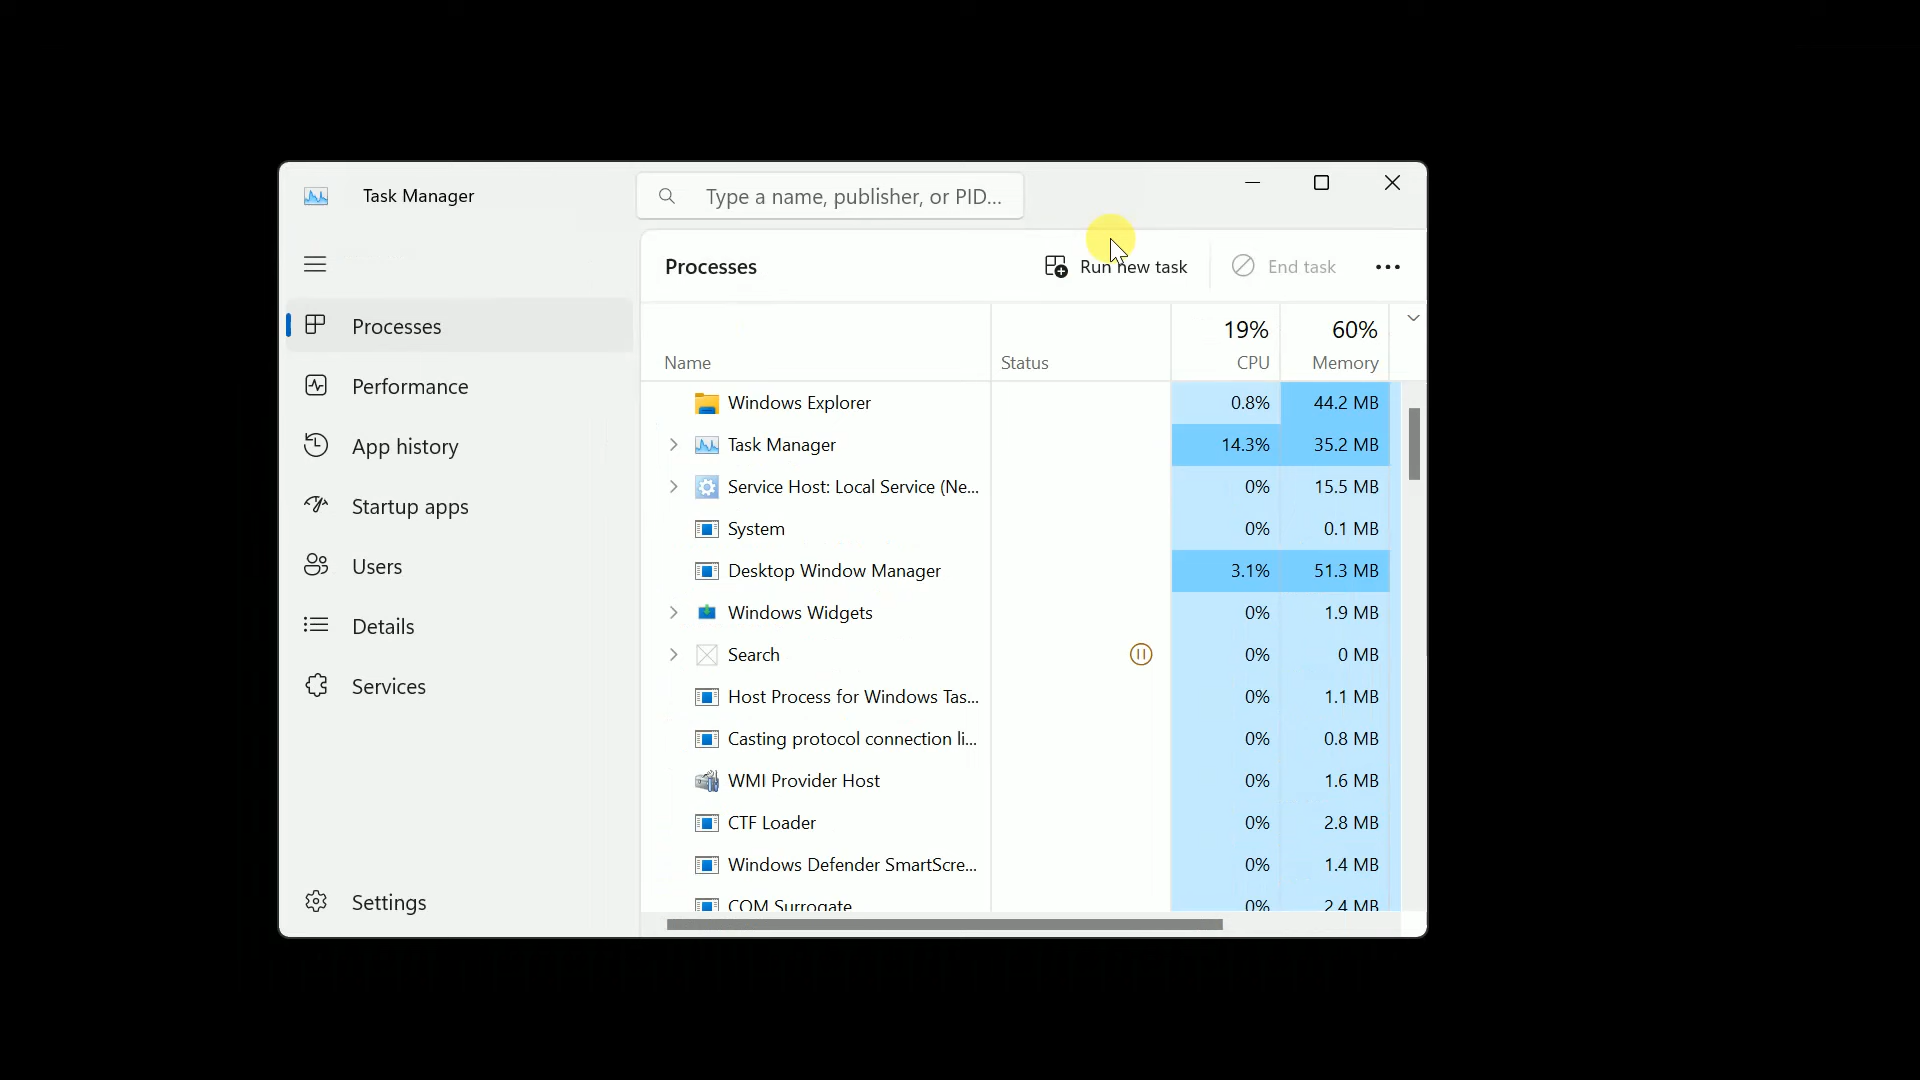 Task Manager
Type a name, publisher, or PID...
Processes
Run new task
End task
Processes
Performance
App history
Startup apps
Users
Details
Services
Settings
19% 60%
Name Status CPU Memory
Windows Explorer 0.8% 44.2 MB
Task Manager 14.3% 35.2 MB
Service Host: Local Service (Ne... 0% 15.5 MB
System 0% 0.1 MB
Desktop Window Manager 3.1% 51.3 MB
Windows Widgets 0% 1.9 MB
Search 0% 0 MB
Host Process for Windows Tas... 0% 1.1 MB
Casting protocol connection li... 0% 0.8 MB
WMI Provider Host 0% 1.6 MB
CTF Loader 0% 2.8 MB
Windows Defender SmartScre... 0% 1.4 MB
COM Surrogate 0% 2.4 MB